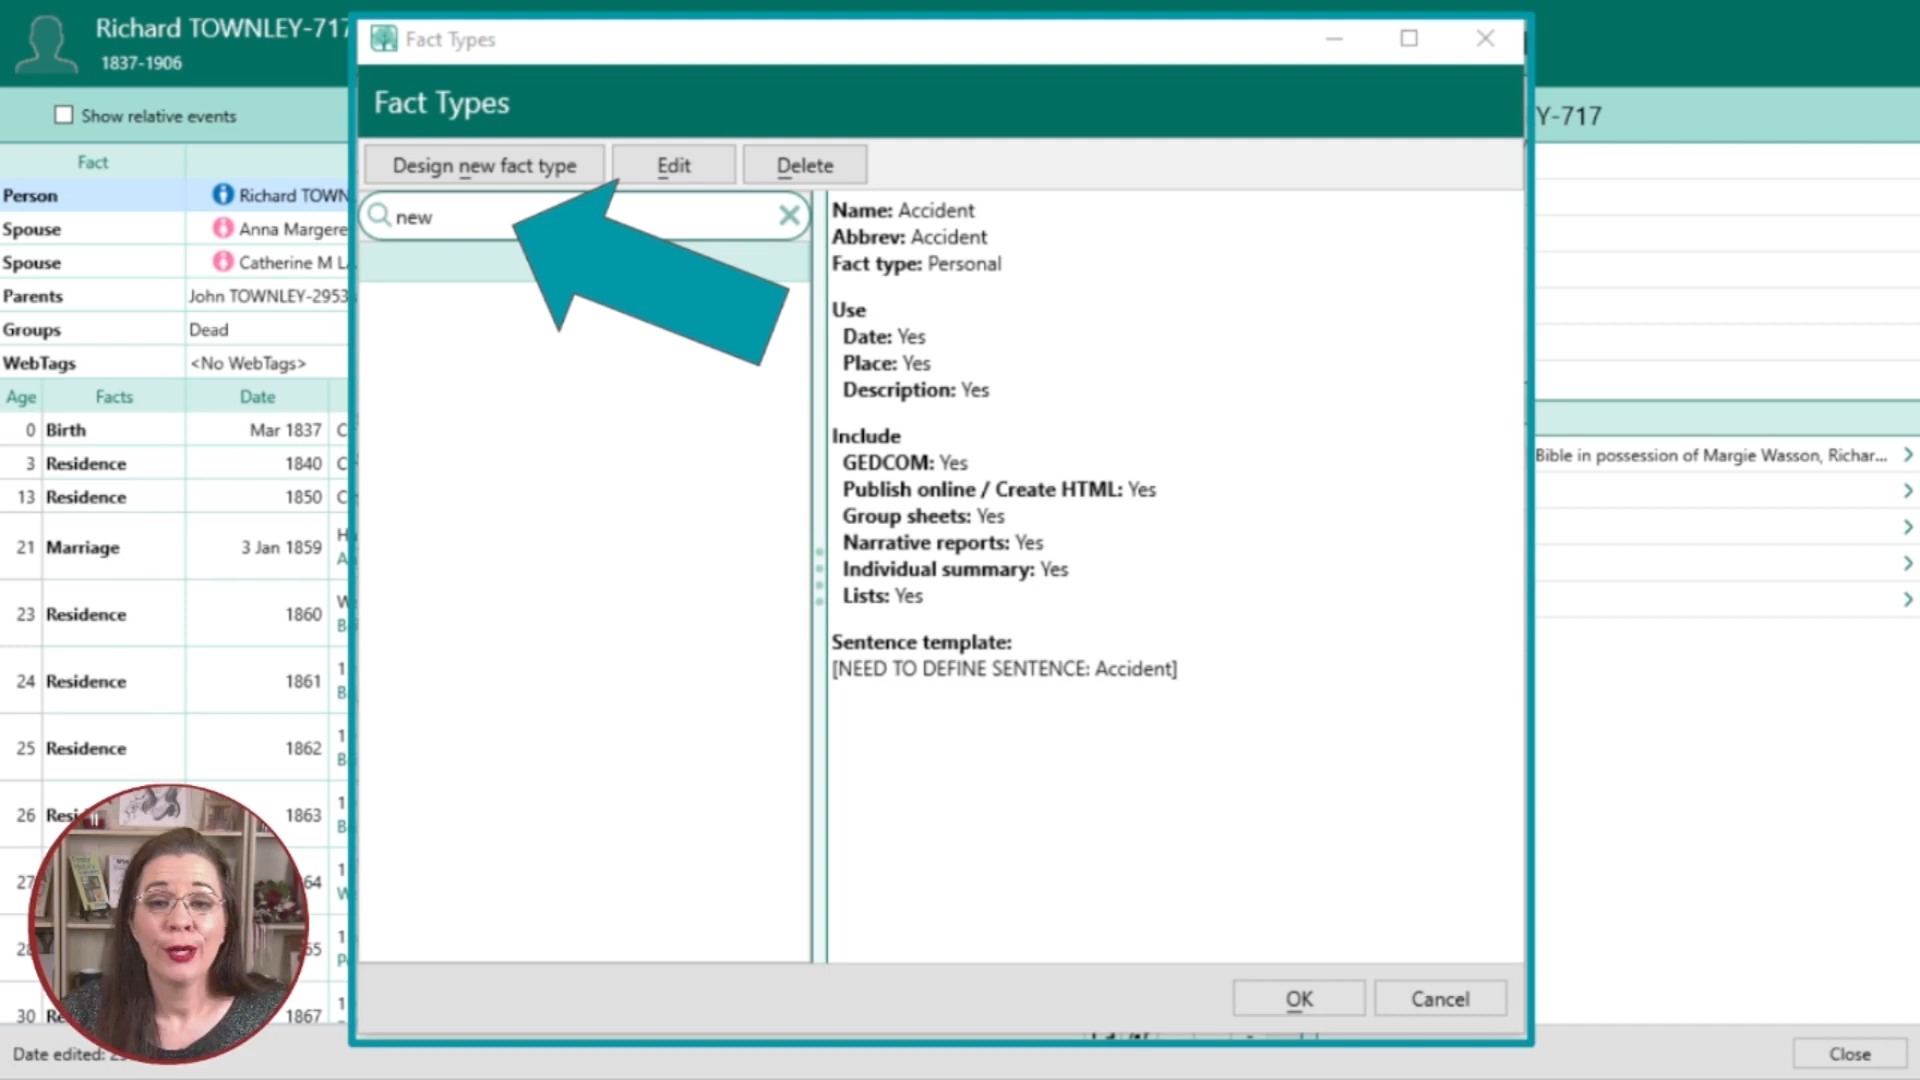 Richard TOWNLEY-717
1837-1906
Show relative events
Fact
Person Richard TOWN
Spouse Anna Margere
Spouse Catherine M
Parents John TOWNLEY-2953
Groups Dead
WebTags <No WebTags>
Age Facts Date
0 Birth Mar 1837
3 Residence 1840
13 Residence 1850
21 Marriage 3 Jan 1859
23 Residence 1860
24 Residence 1861
25 Residence 1862
26 Resi 1863
27 64
55
30 Re 1867
Date edited:
Fact Types
Fact Types
Design new fact type Edit Delete
new
Name: Accident
Abbrev: Accident
Fact type: Personal
Use
Date: Yes
Place: Yes
Description: Yes
Include
GEDCOM: Yes
Publish online / Create HTML: Yes
Group sheets: Yes
Narrative reports: Yes
Individual summary: Yes
Lists: Yes
Sentence template:
[NEED TO DEFINE SENTENCE: Accident]
OK Cancel
Y-717
Bible in possession of Margie Wasson, Richar...
Close